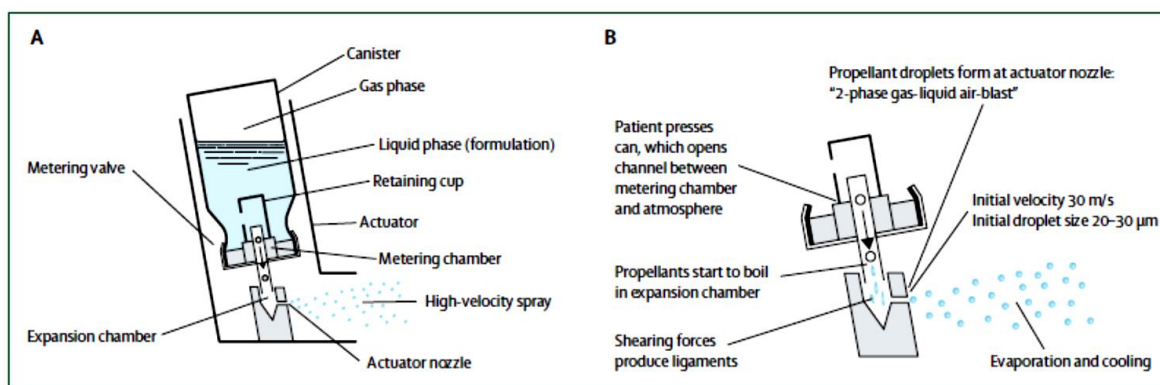 A
Canister
Gas phase
Liquid phase (formulation)
Metering valve
Retaining cup
Actuator
Metering chamber
High-velocity spray
Expansion chamber
Actuator nozzle
B
Propellant droplets form at actuator nozzle:
“2-phase gas-liquid air-blast”
Patient presses
can, which opens
channel between
metering chamber
and atmosphere
Initial velocity 30 m/s
Initial droplet size 20–30 μm
Propellants start to boil
in expansion chamber
Shearing forces
produce ligaments
Evaporation and cooling